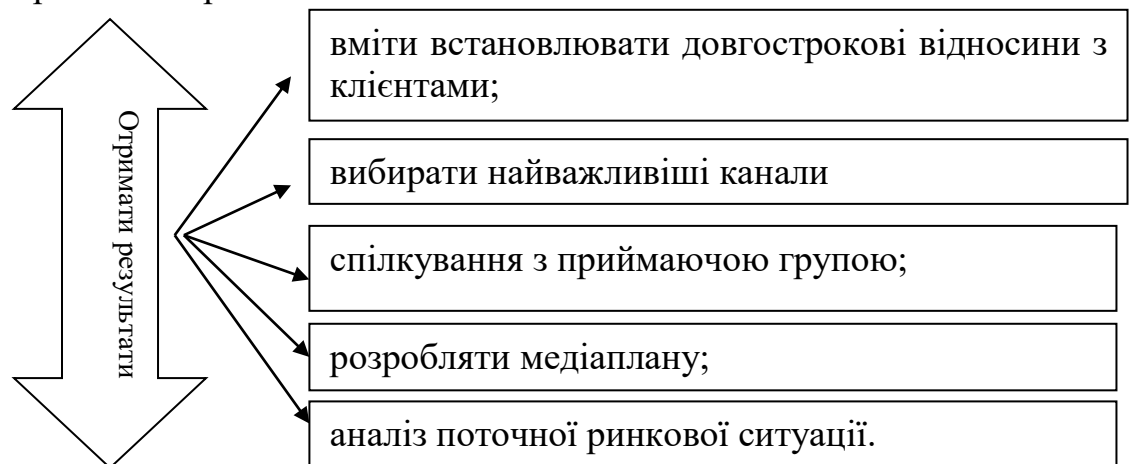 Отримати результати
вміти встановлювати довгострокові відносини з
клієнтами;
вибирати найважливіші канали
спілкування з приймаючою групою;
розробляти медіаплану;
аналіз поточної ринкової ситуації.